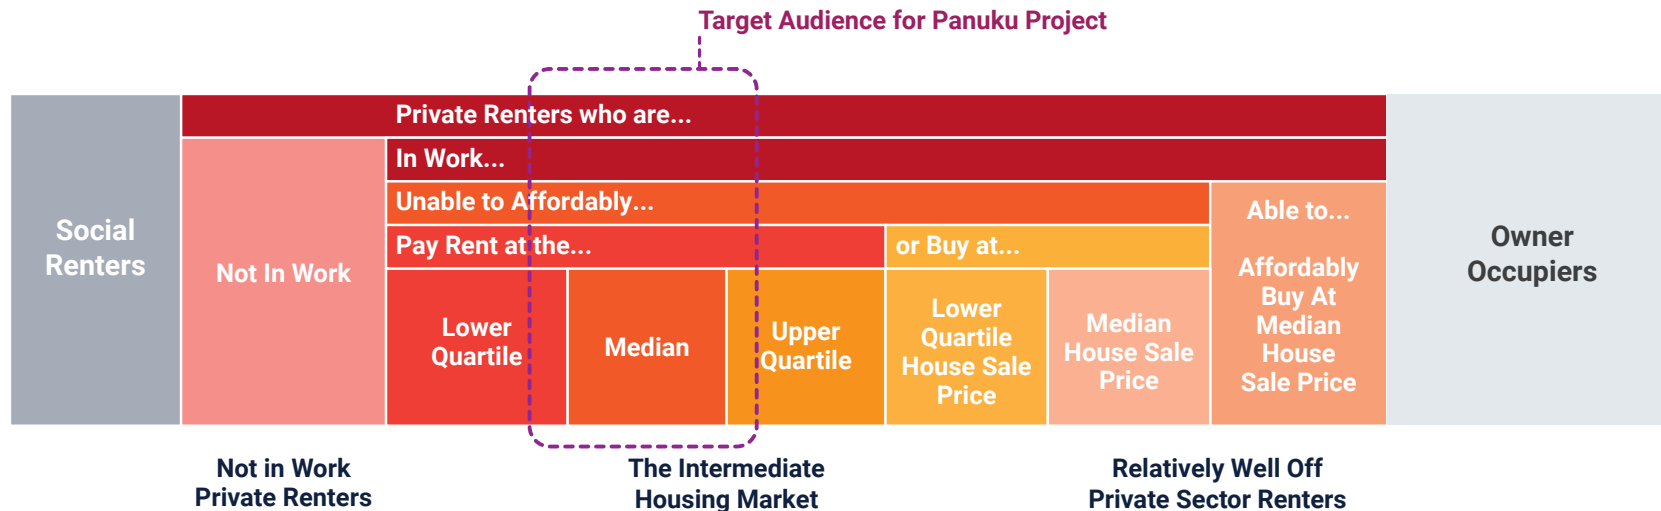 Target Audience for Panuku Project
Private Renters who are...
In Work...
Unable to Affordably...
Pay Rent at the...
or Buy at...
Social
Renters
Not In Work
Lower
Quartile
Median
Upper
Quartile
Lower
Quartile
House Sale
Price
Median
House Sale
Price
Able to...
Affordably
Buy At
Median
House
Sale Price
Owner
Occupiers
Not in Work
Private Renters
The Intermediate
Housing Market
Relatively Well Off
Private Sector Renters